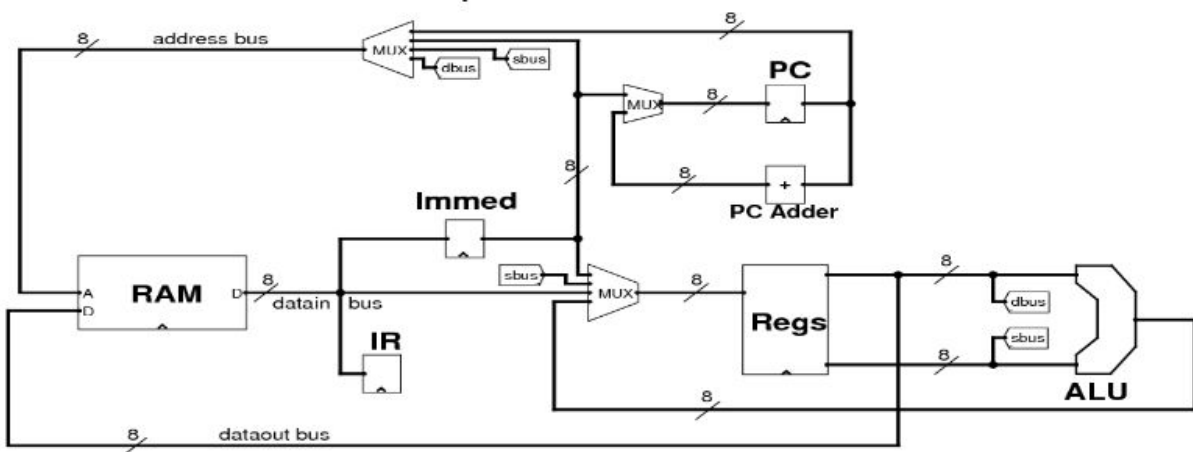 8
8
address bus
8
MUX
sbus
dbus
PC
MUX
8
8
8
+
PC Adder
Immed
sbus
8
8
8
A
RAM
D
datain bus
MUX
Regs
dbus
D
IR
sbus
8
ALU
8
8
dataout bus